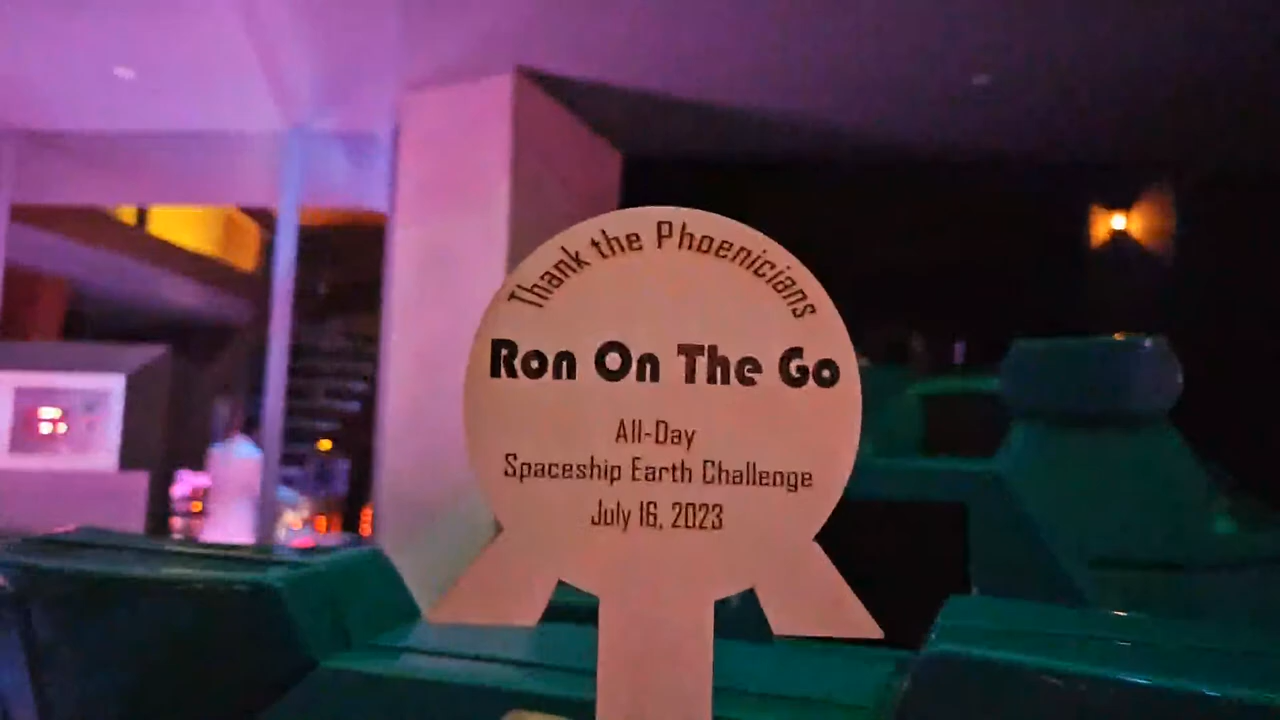 Thank the Phoenicians
Ron On The Go
All-Day
Spaceship Earth Challenge
July 16, 2023